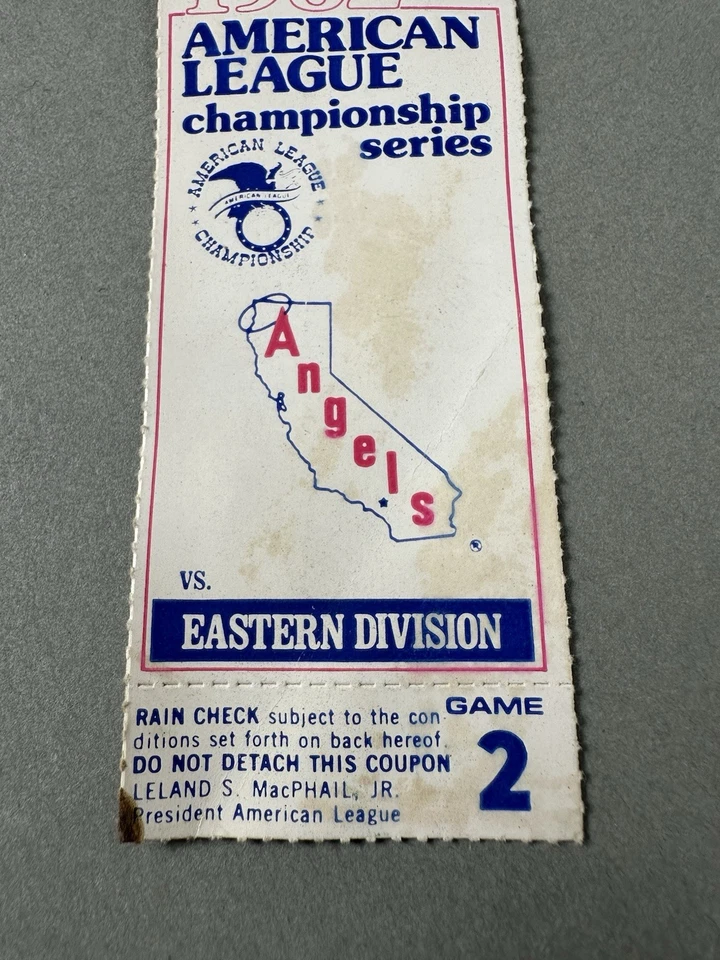 1982
AMERICAN
LEAGUE
championship
series
AMERICAN LEAGUE
AMERICAN LEAGUE
CHAMPIONSHIP
Angels
®
VS.
EASTERN DIVISION
RAIN CHECK subject to the con-
ditions set forth on back hereof.
DO NOT DETACH THIS COUPON
LELAND S. MacPHAIL, JR.
President American League
GAME
2